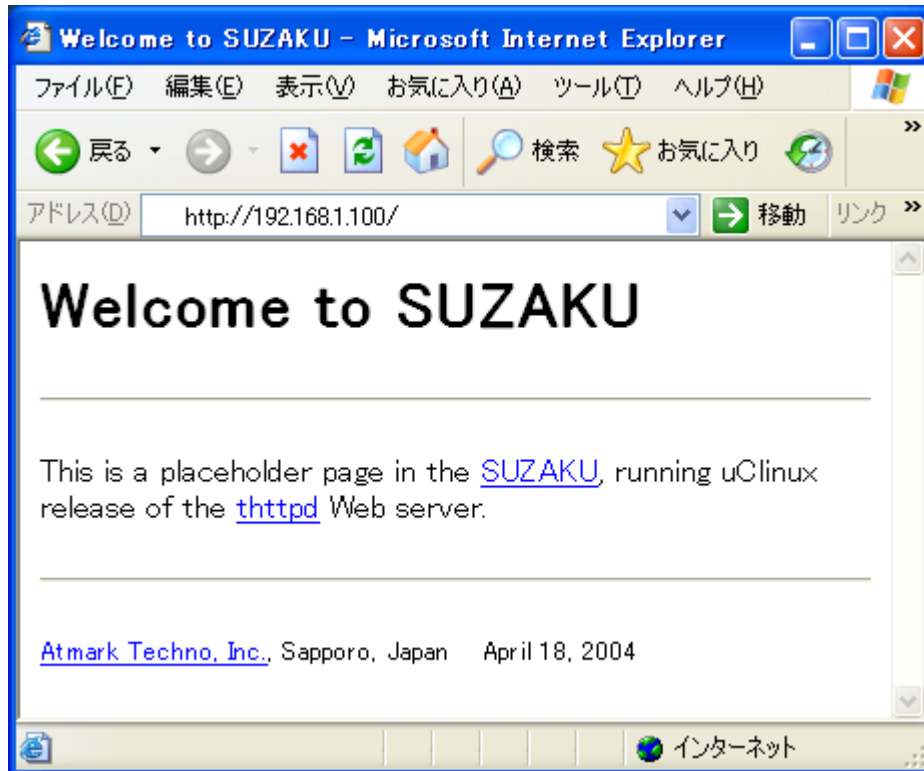 Welcome to SUZAKU - Microsoft Internet Explorer
ファイル(F) 編集(E) 表示(V) お気に入り(A) ツール(T) ヘルプ(H)
戻る 検索 お気に入り »
アドレス(D) http://192.168.1.100/ 移動 リンク »
Welcome to SUZAKU
This is a placeholder page in the SUZAKU, running uClinux
release of the thttpd Web server.
Atmark Techno, Inc., Sapporo, Japan April 18, 2004
インターネット